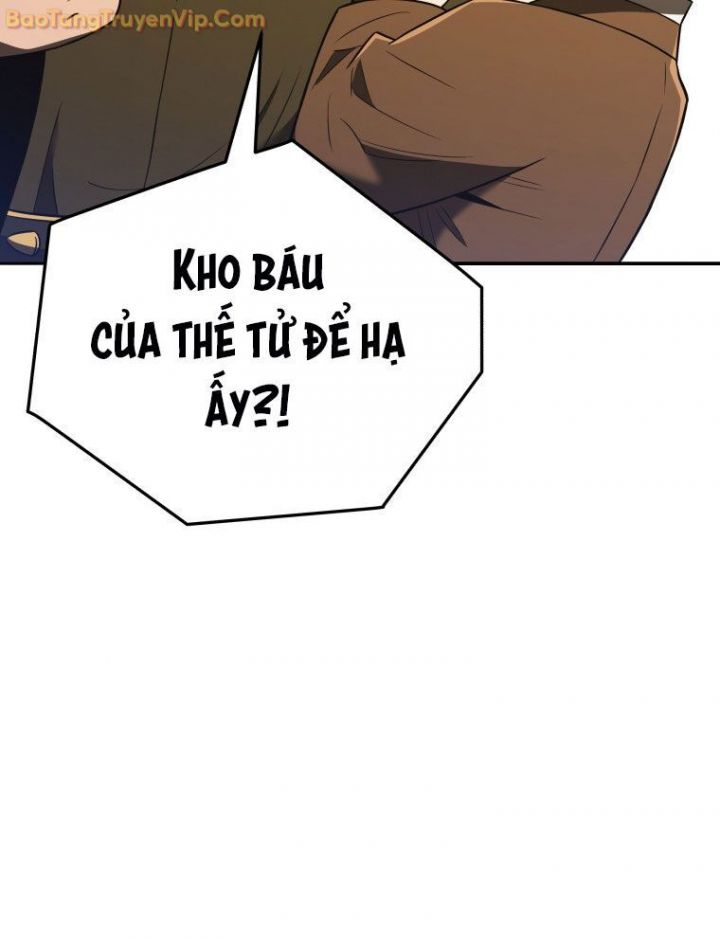 BaoTangTruyenVip.Com
KHO BÁU
CỦA THẾ TỬ ĐỂ HẠ
ẤY?!